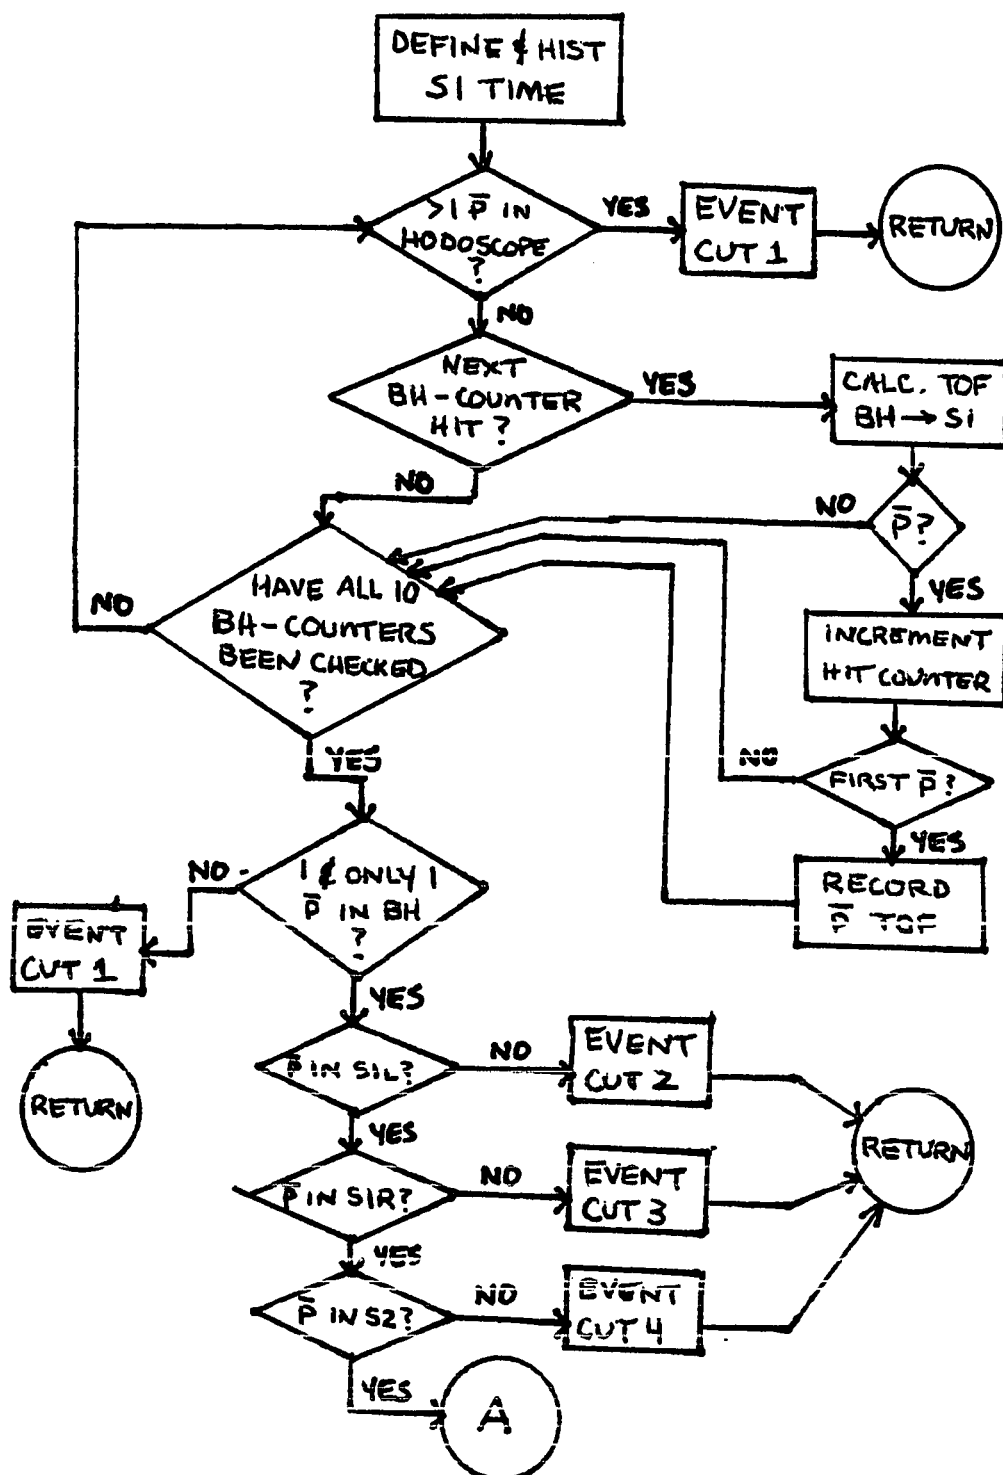 DEFINE & HIST
S1 TIME
>1 P̅ IN
HODOSCOPE
?
YES
EVENT
CUT 1
RETURN
NO
NEXT
BH-COUNTER
HIT?
YES
CALC. TOF
BH→S1
NO
NO
P̅?
YES
HAVE ALL 10
BH-COUNTERS
BEEN CHECKED
?
NO
INCREMENT
HIT COUNTER
YES
NO
FIRST P̅?
YES
1 & ONLY 1
P̅ IN BH
?
NO
RECORD
P̅ TOF
EVENT
CUT 1
YES
RETURN
P̅ IN S1L?
NO
EVENT
CUT 2
YES
RETURN
P̅ IN S1R?
NO
EVENT
CUT 3
YES
P̅ IN S2?
NO
EVENT
CUT 4
YES
A